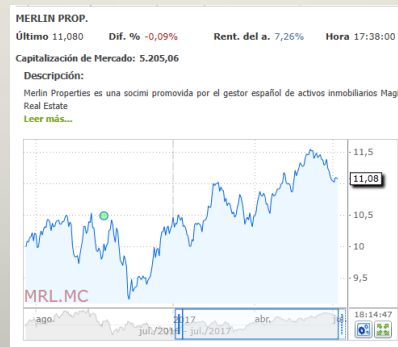 MERLIN PROP.
Último 11,080 Dif. % -0,09% Rent. del a. 7,26% Hora 17:38:00
Capitalización de Mercado: 5.205,06
Descripción:
Merlin Properties es una socimi promovida por el gestor español de activos inmobiliarios Magi
Real Estate
Leer más...
11,5
11,08
10,5
10
9,5
MRL.MC
ago. 2017 abr. jul.
jul./2016 - jul./2017
18:14:47